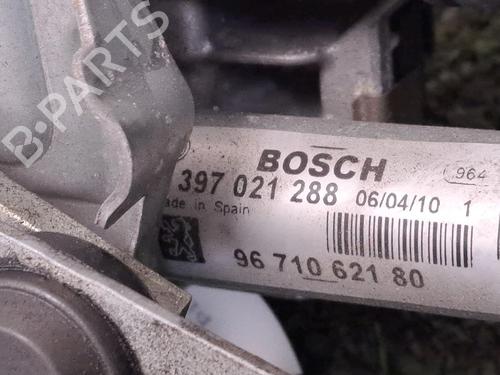 B-PARTS
BOSCH
964
397 021 288 06/04/10 1
ade in Spain
96 710 621 80